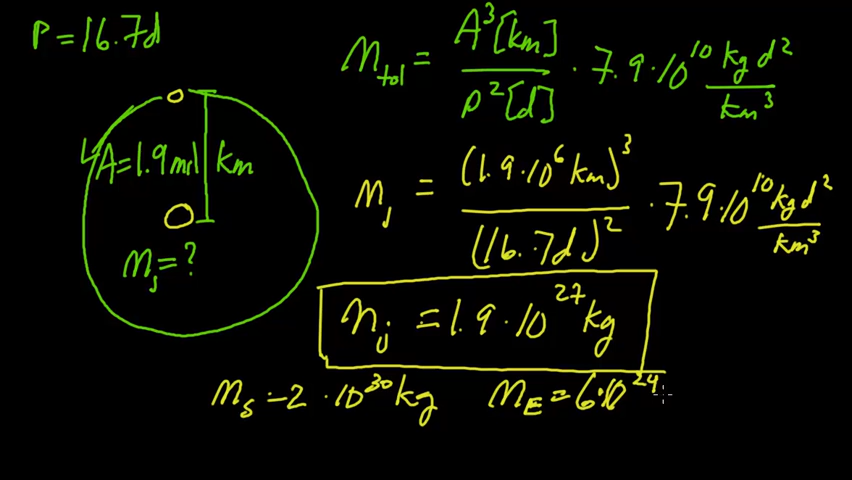 P = 16.7d
M_tol = A³[km] / P²[d] · 7.9 · 10¹⁰ kg d² / km³
A = 1.9 mil km
M_j = ?
M_j = (1.9 · 10⁶ km)³ / (16.7d)² · 7.9 · 10¹⁰ kg d² / km³
M_j = 1.9 · 10²⁷ kg
M_s = 2 · 10³⁰ kg M_E = 6 · 10²⁴